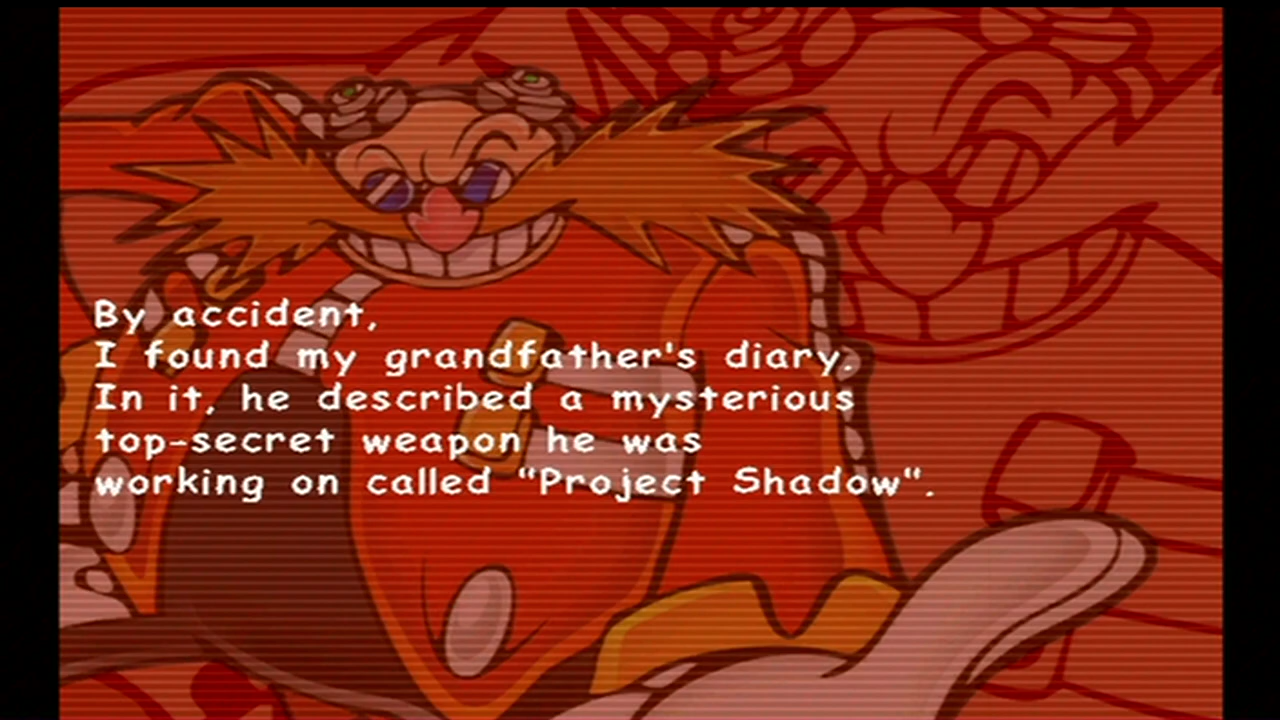 By accident,
I found my grandfather's diary.
In it, he described a mysterious
top-secret weapon he was
working on called "Project Shadow".